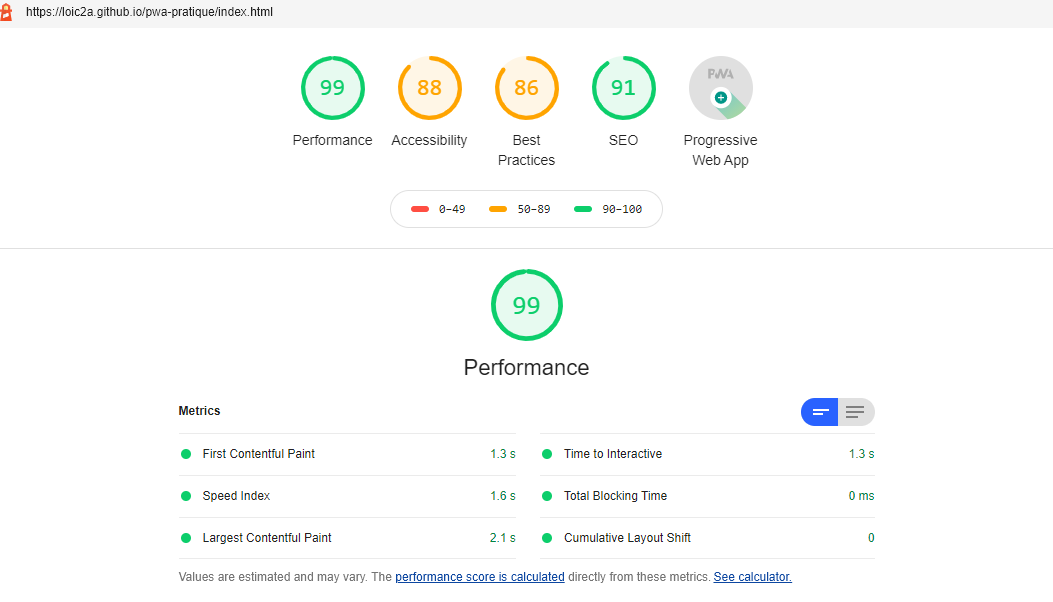 https://loic2a.github.io/pwa-pratique/index.html
99 88 86 91 PWA
Performance Accessibility Best Practices SEO Progressive Web App
0–49 50–89 90–100
99
Performance
Metrics
First Contentful Paint 1.3 s
Time to Interactive 1.3 s
Speed Index 1.6 s
Total Blocking Time 0 ms
Largest Contentful Paint 2.1 s
Cumulative Layout Shift 0
Values are estimated and may vary. The performance score is calculated directly from these metrics. See calculator.